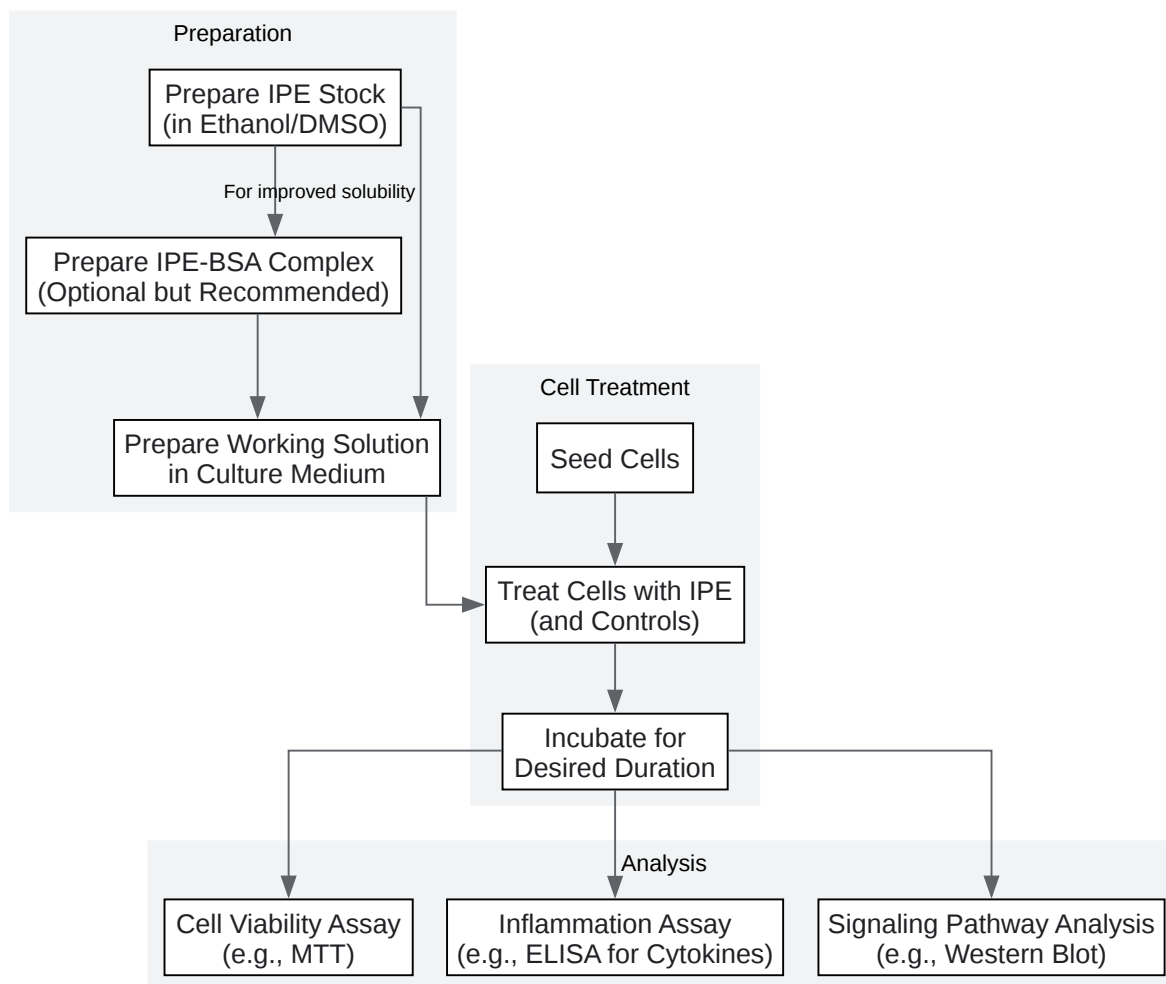 Preparation
Prepare IPE Stock
(in Ethanol/DMSO)
For improved solubility
Prepare IPE-BSA Complex
(Optional but Recommended)
Prepare Working Solution
in Culture Medium
Cell Treatment
Seed Cells
Treat Cells with IPE
(and Controls)
Incubate for
Desired Duration
Analysis
Cell Viability Assay
(e.g., MTT)
Inflammation Assay
(e.g., ELISA for Cytokines)
Signaling Pathway Analysis
(e.g., Western Blot)